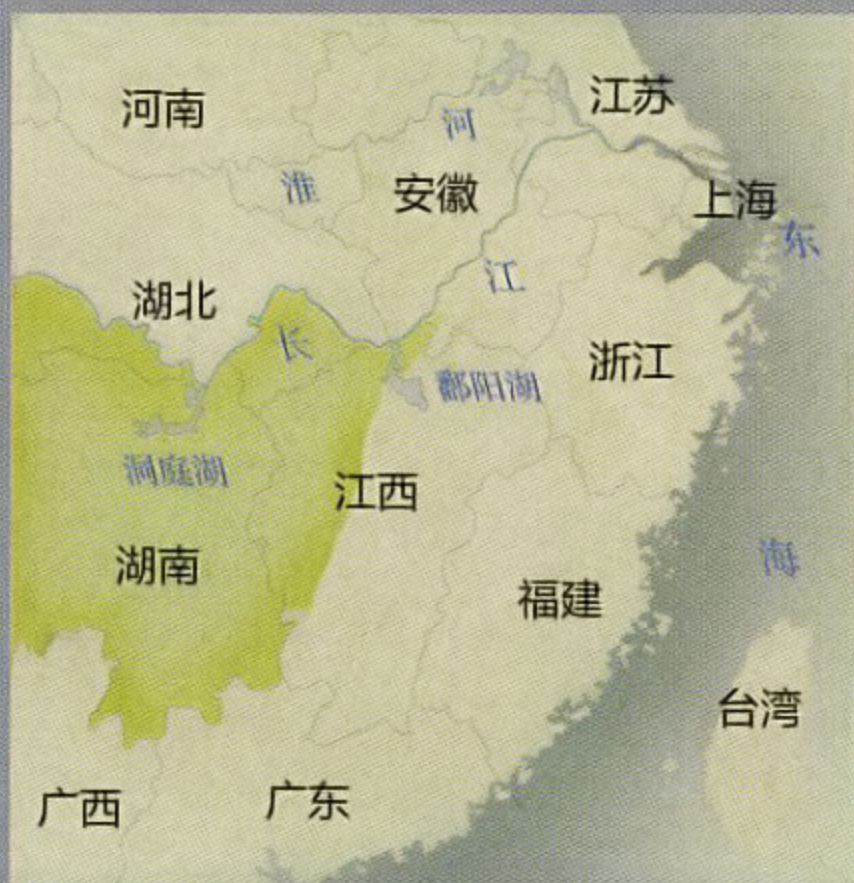 江苏
河南
河
淮
安徽
上海
东
江
湖北
长
浙江
鄱阳湖
洞庭湖
江西
湖南
海
福建
台湾
广西
广东